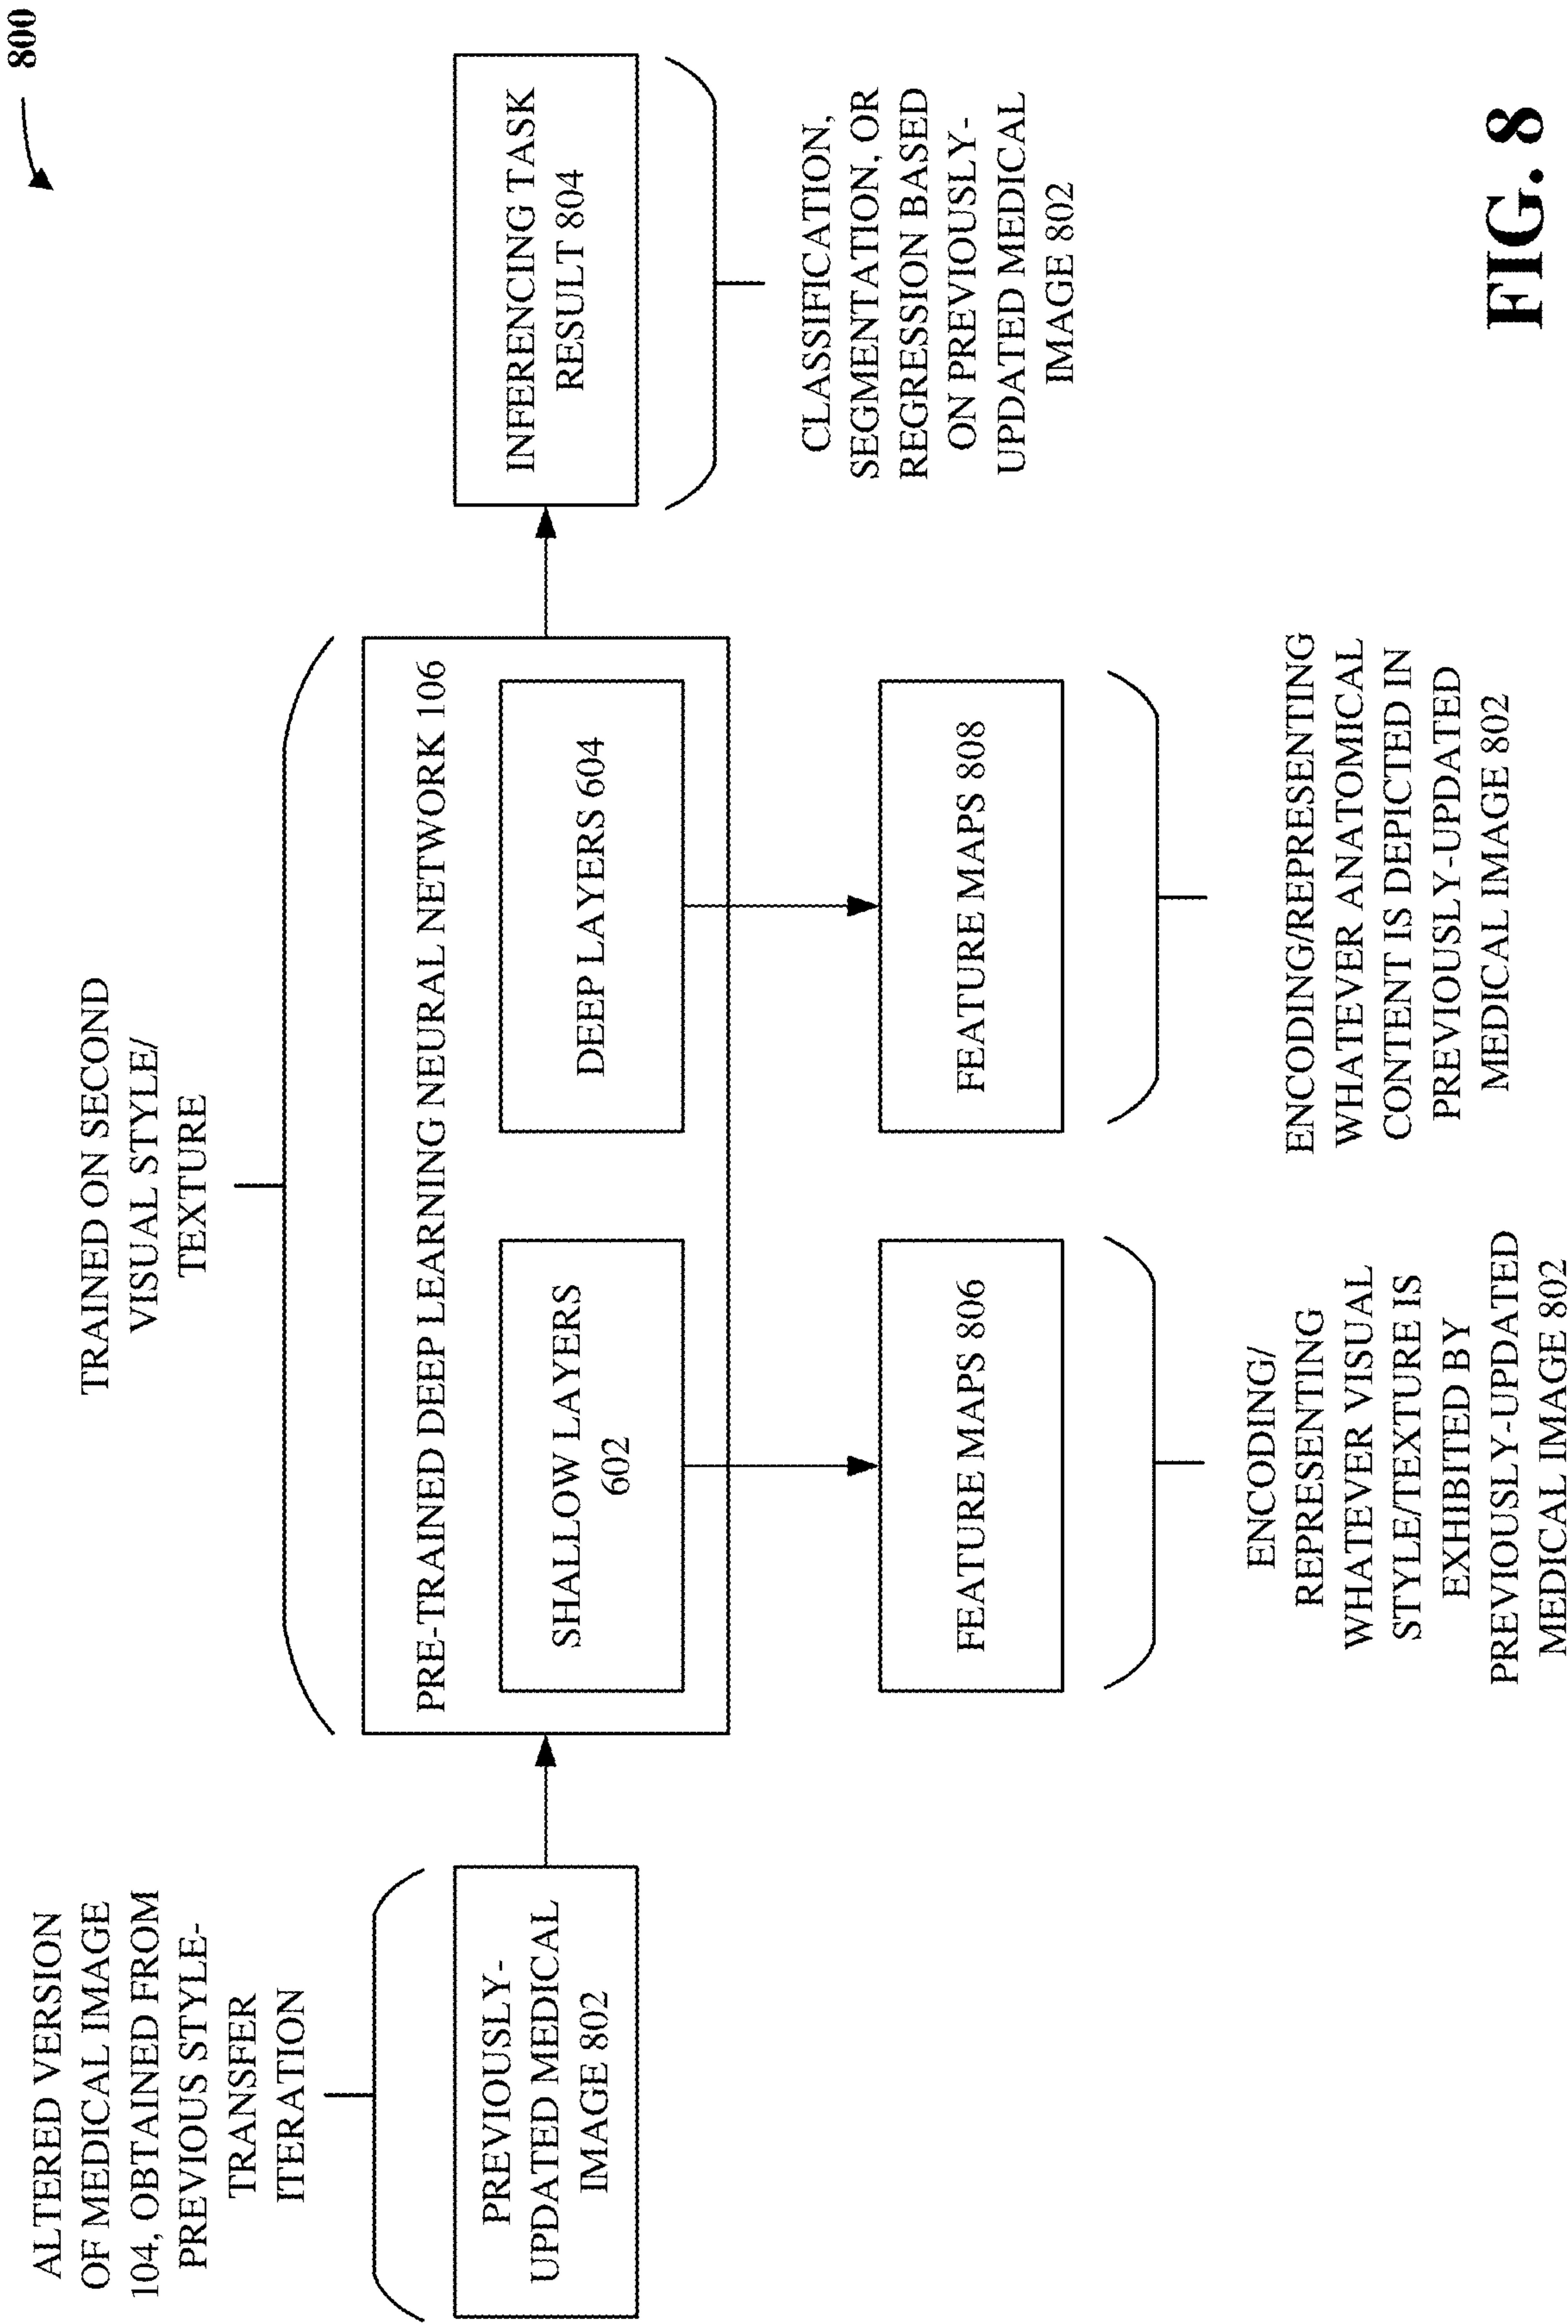 800
ALTERED VERSION
OF MEDICAL IMAGE
104, OBTAINED FROM
PREVIOUS STYLE-
TRANSFER
ITERATION
PREVIOUSLY-
UPDATED MEDICAL
IMAGE 802
TRAINED ON SECOND
VISUAL STYLE/
TEXTURE
PRE-TRAINED DEEP LEARNING NEURAL NETWORK 106
SHALLOW LAYERS
602
DEEP LAYERS 604
FEATURE MAPS 806
FEATURE MAPS 808
ENCODING/
REPRESENTING
WHATEVER VISUAL
STYLE/TEXTURE IS
EXHIBITED BY
PREVIOUSLY-UPDATED
MEDICAL IMAGE 802
ENCODING/REPRESENTING
WHATEVER ANATOMICAL
CONTENT IS DEPICTED IN
PREVIOUSLY-UPDATED
MEDICAL IMAGE 802
INFERENCING TASK
RESULT 804
CLASSIFICATION,
SEGMENTATION, OR
REGRESSION BASED
ON PREVIOUSLY-
UPDATED MEDICAL
IMAGE 802
FIG. 8